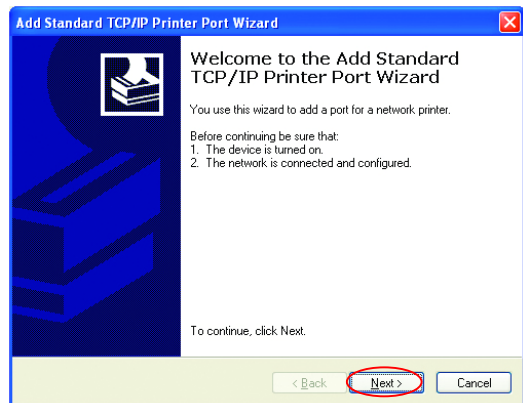 Add Standard TCP/IP Printer Port Wizard
Welcome to the Add Standard
TCP/IP Printer Port Wizard
You use this wizard to add a port for a network printer.
Before continuing be sure that:
1. The device is turned on.
2. The network is connected and configured.
To continue, click Next.
< Back Next > Cancel